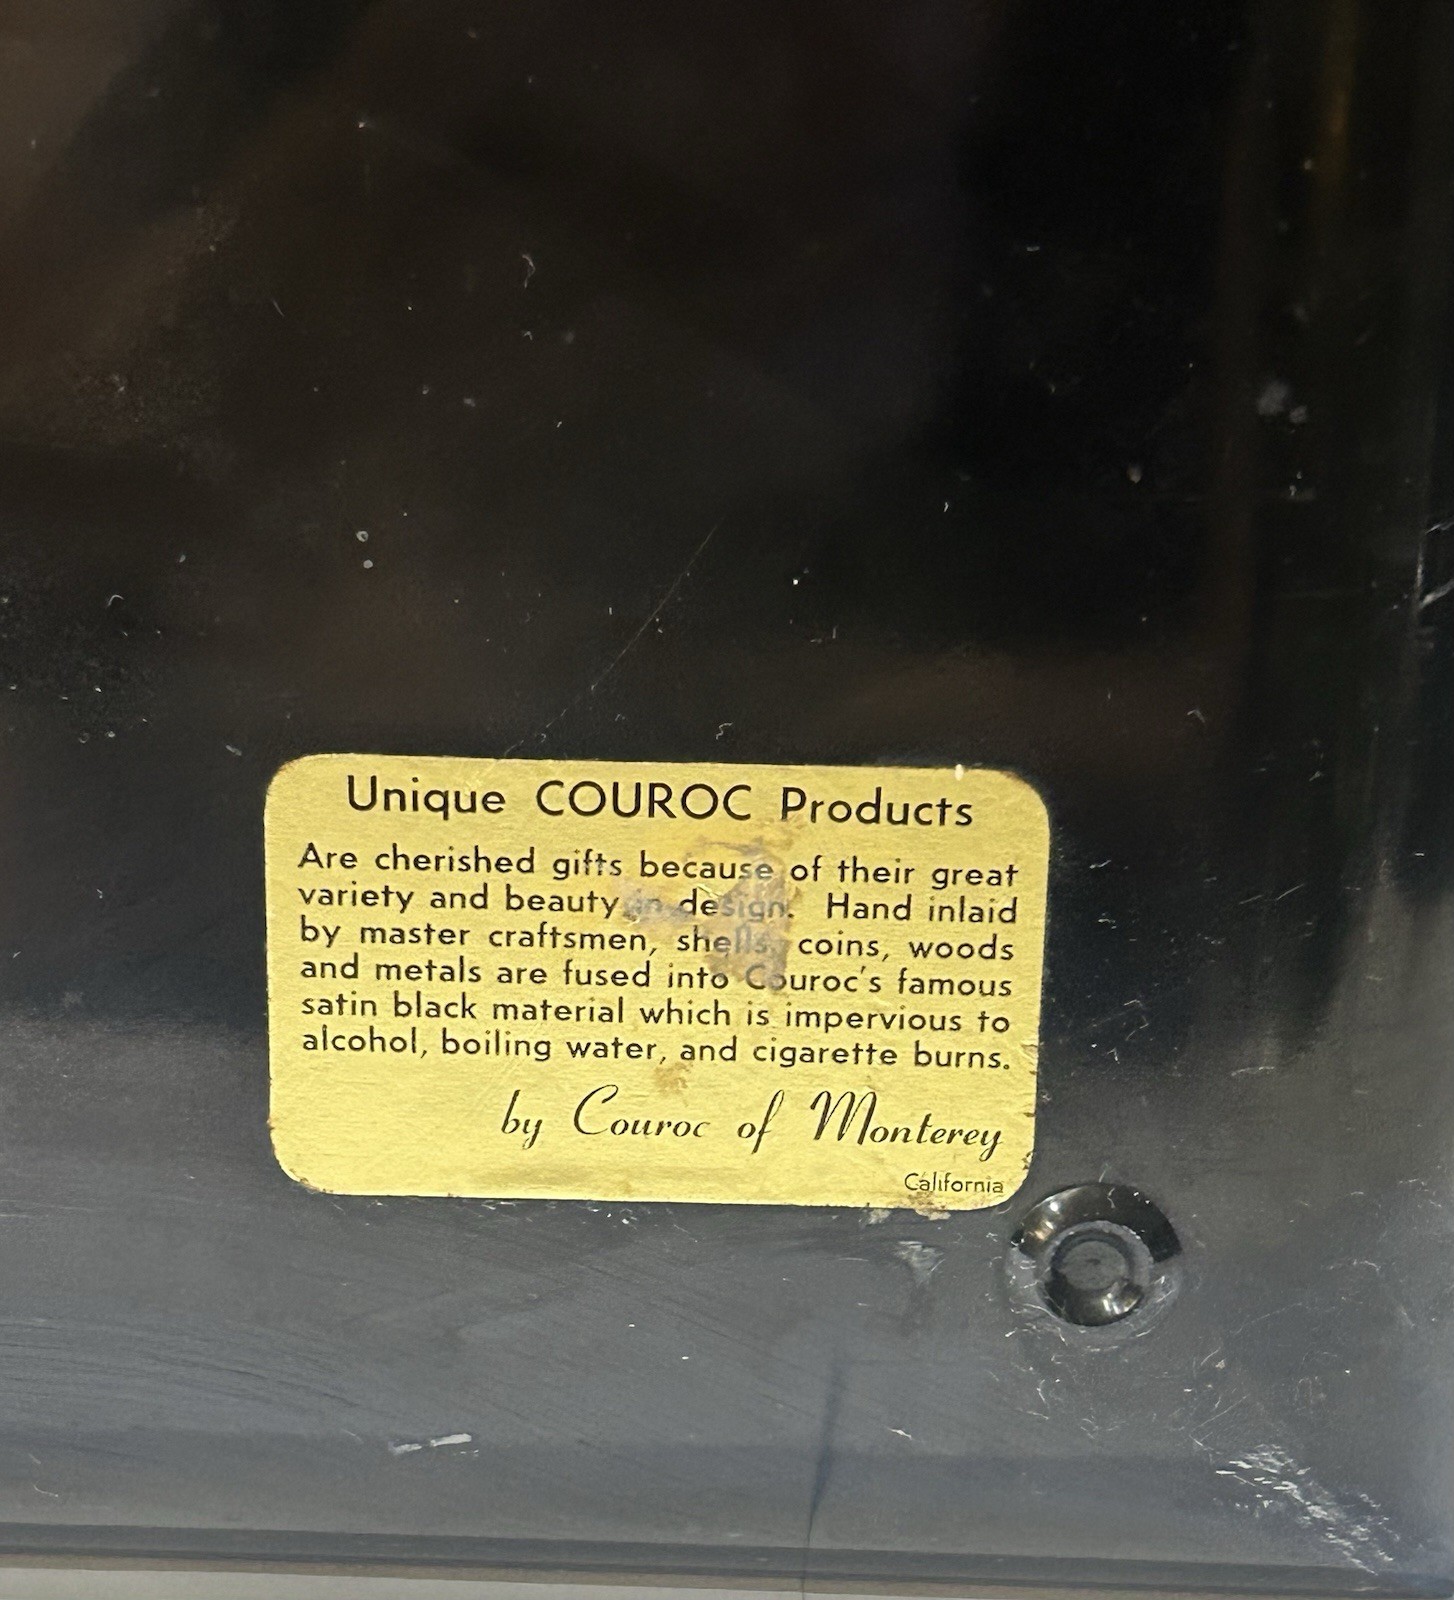 Unique COUROC Products
Are cherished gifts because of their great
variety and beauty in design. Hand inlaid
by master craftsmen, shells, coins, woods
and metals are fused into Couroc's famous
satin black material which is impervious to
alcohol, boiling water, and cigarette burns.
by Couroc of Monterey
California